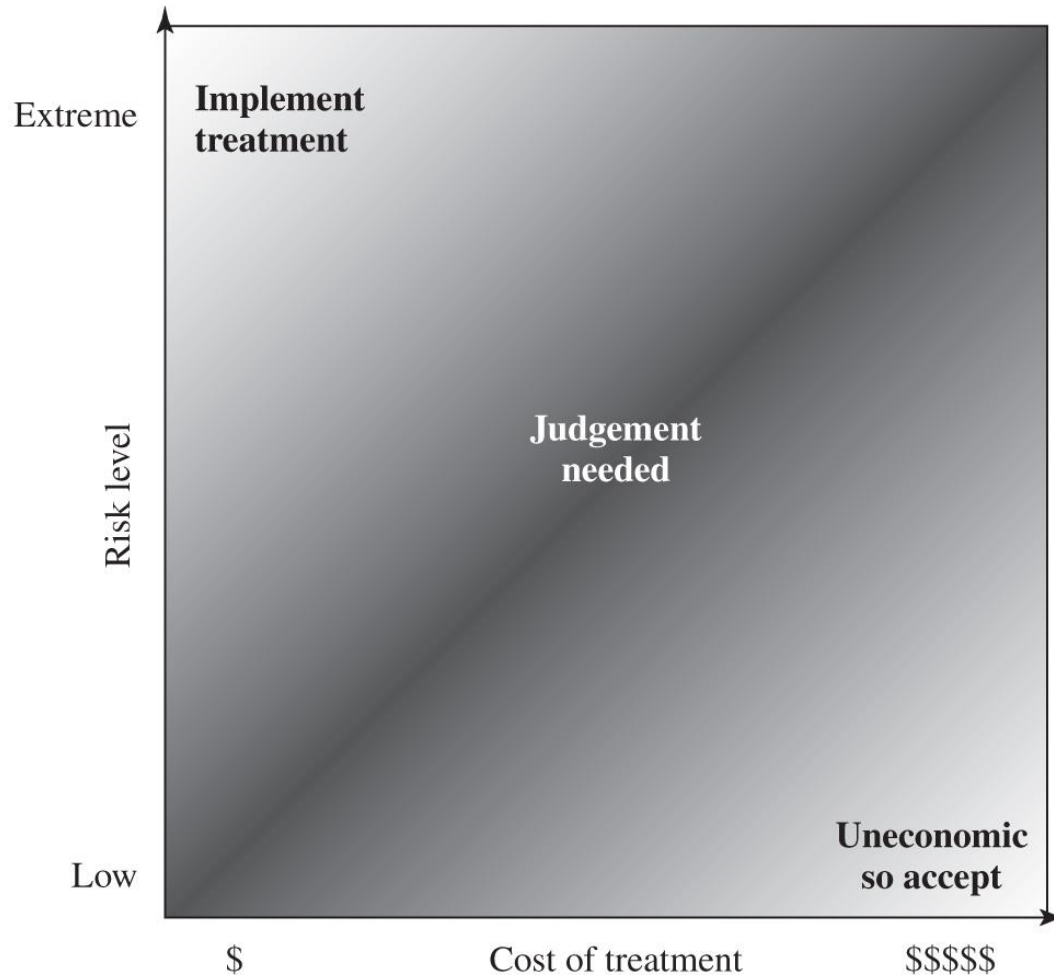 Extreme
Implement
treatment
Risk level
Judgement
needed
Low
Uneconomic
so accept
$
Cost of treatment
$$$$$